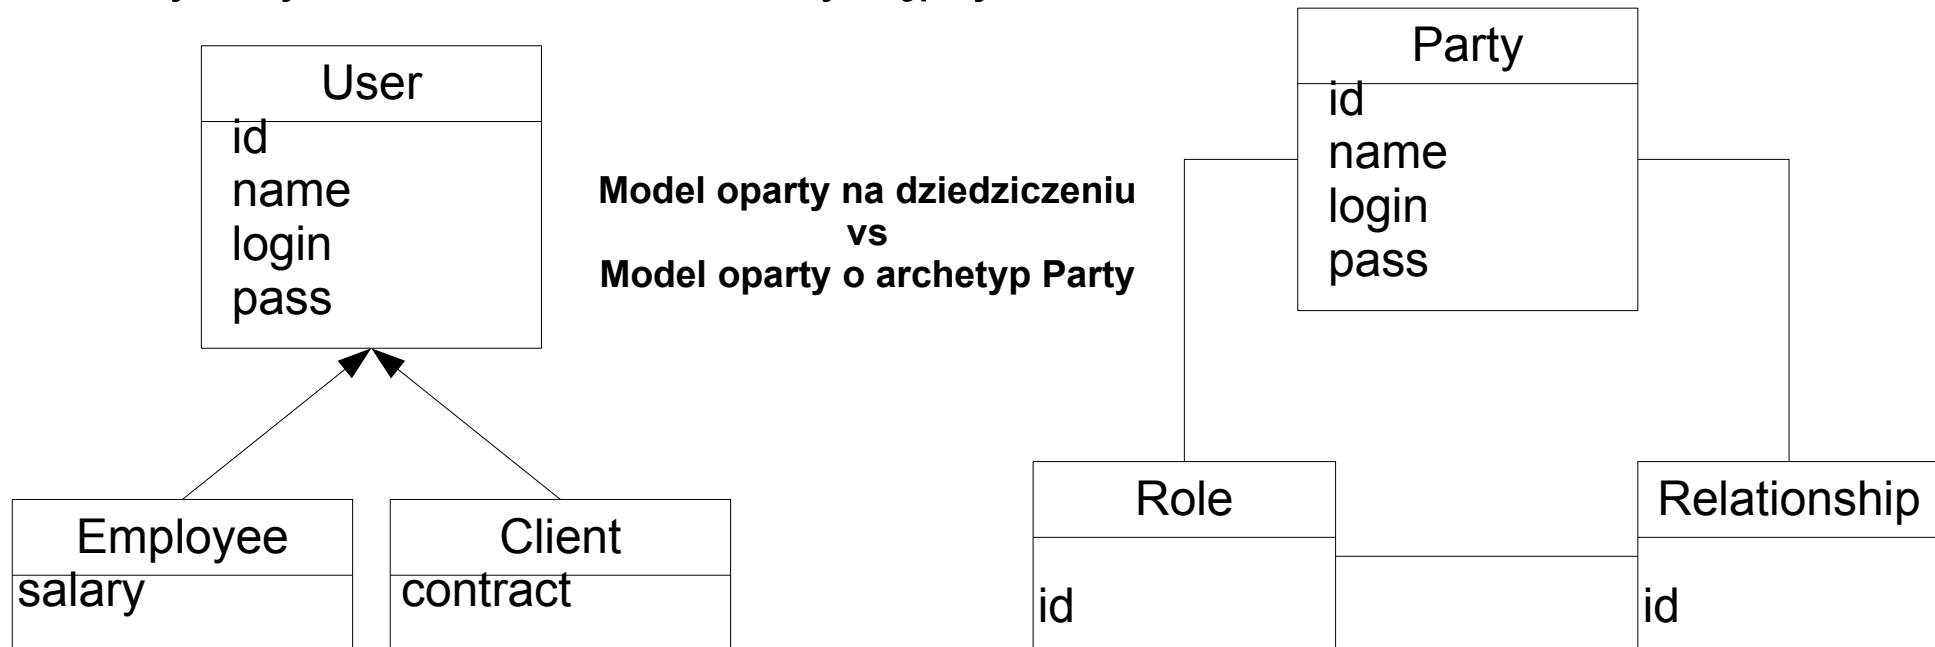 User
id
name
login
pass
Model oparty na dziedziczeniu
vs
Model oparty o archetyp Party
Party
id
name
login
pass
Employee
salary
Client
contract
Role
id
Relationship
id